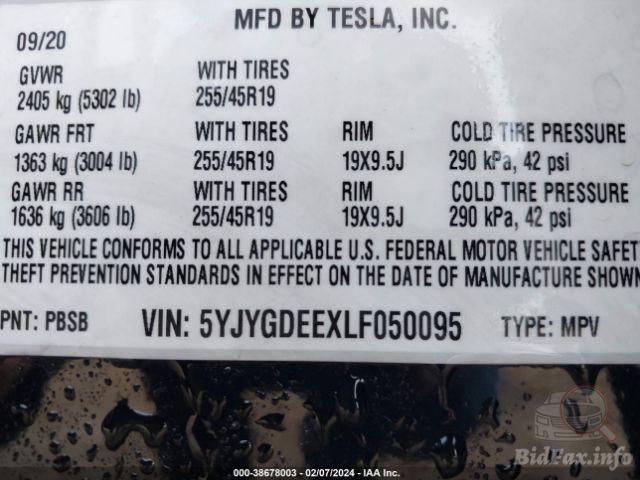 MFD BY TESLA, INC.
09/20
GVWR WITH TIRES
2405 kg (5302 lb) 255/45R19
GAWR FRT WITH TIRES RIM COLD TIRE PRESSURE
1363 kg (3004 lb) 255/45R19 19X9.5J 290 kPa, 42 psi
GAWR RR WITH TIRES RIM COLD TIRE PRESSURE
1636 kg (3606 lb) 255/45R19 19X9.5J 290 kPa, 42 psi
THIS VEHICLE CONFORMS TO ALL APPLICABLE U.S. FEDERAL MOTOR VEHICLE SAFET
THEFT PREVENTION STANDARDS IN EFFECT ON THE DATE OF MANUFACTURE SHOWN
PNT: PBSB VIN: 5YJYGDEEXLF050095 TYPE: MPV
BidFax.info
000-38678003 - 02/07/2024 - IAA Inc.